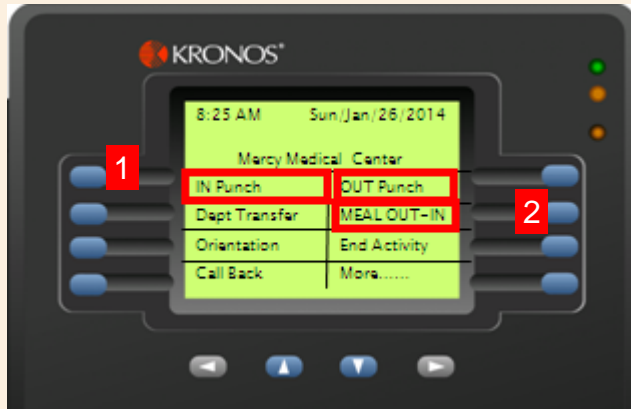 KRONOS®
8:25 AM Sun/Jan/26/2014
Mercy Medical Center
1
IN Punch OUT Punch
Dept Transfer MEAL OUT-IN 2
Orientation End Activity
Call Back More......